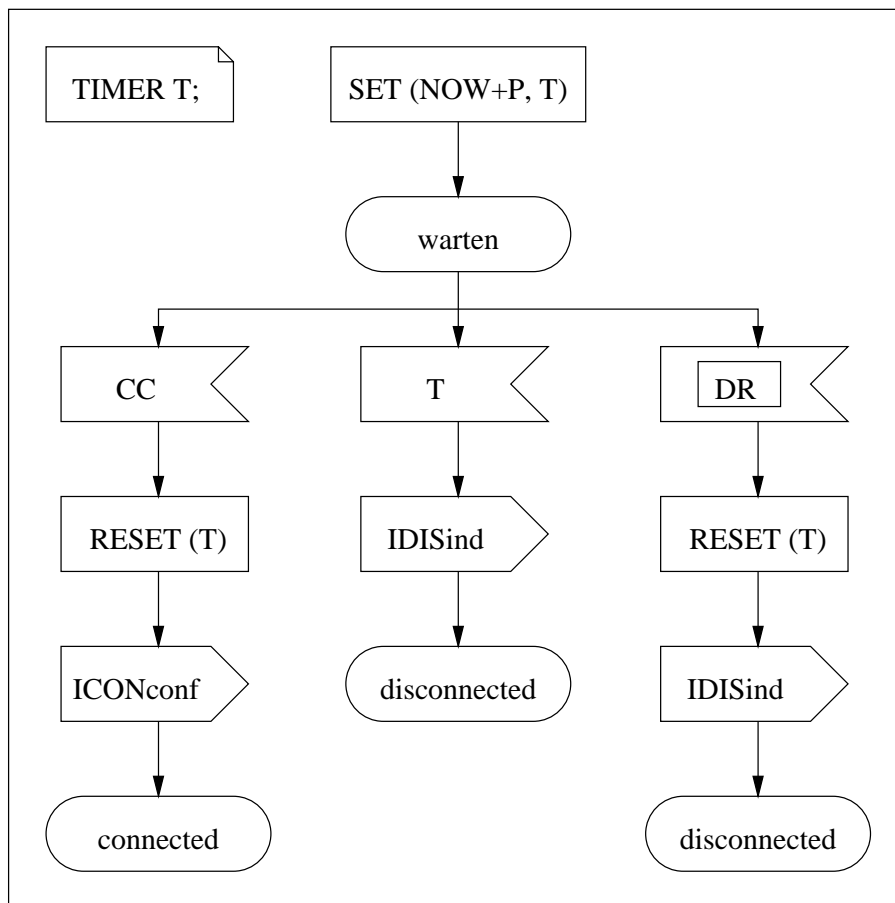 TIMER T;
SET (NOW+P, T)
warten
CC
T
DR
RESET (T)
IDISind
RESET (T)
ICONconf
disconnected
IDISind
connected
disconnected